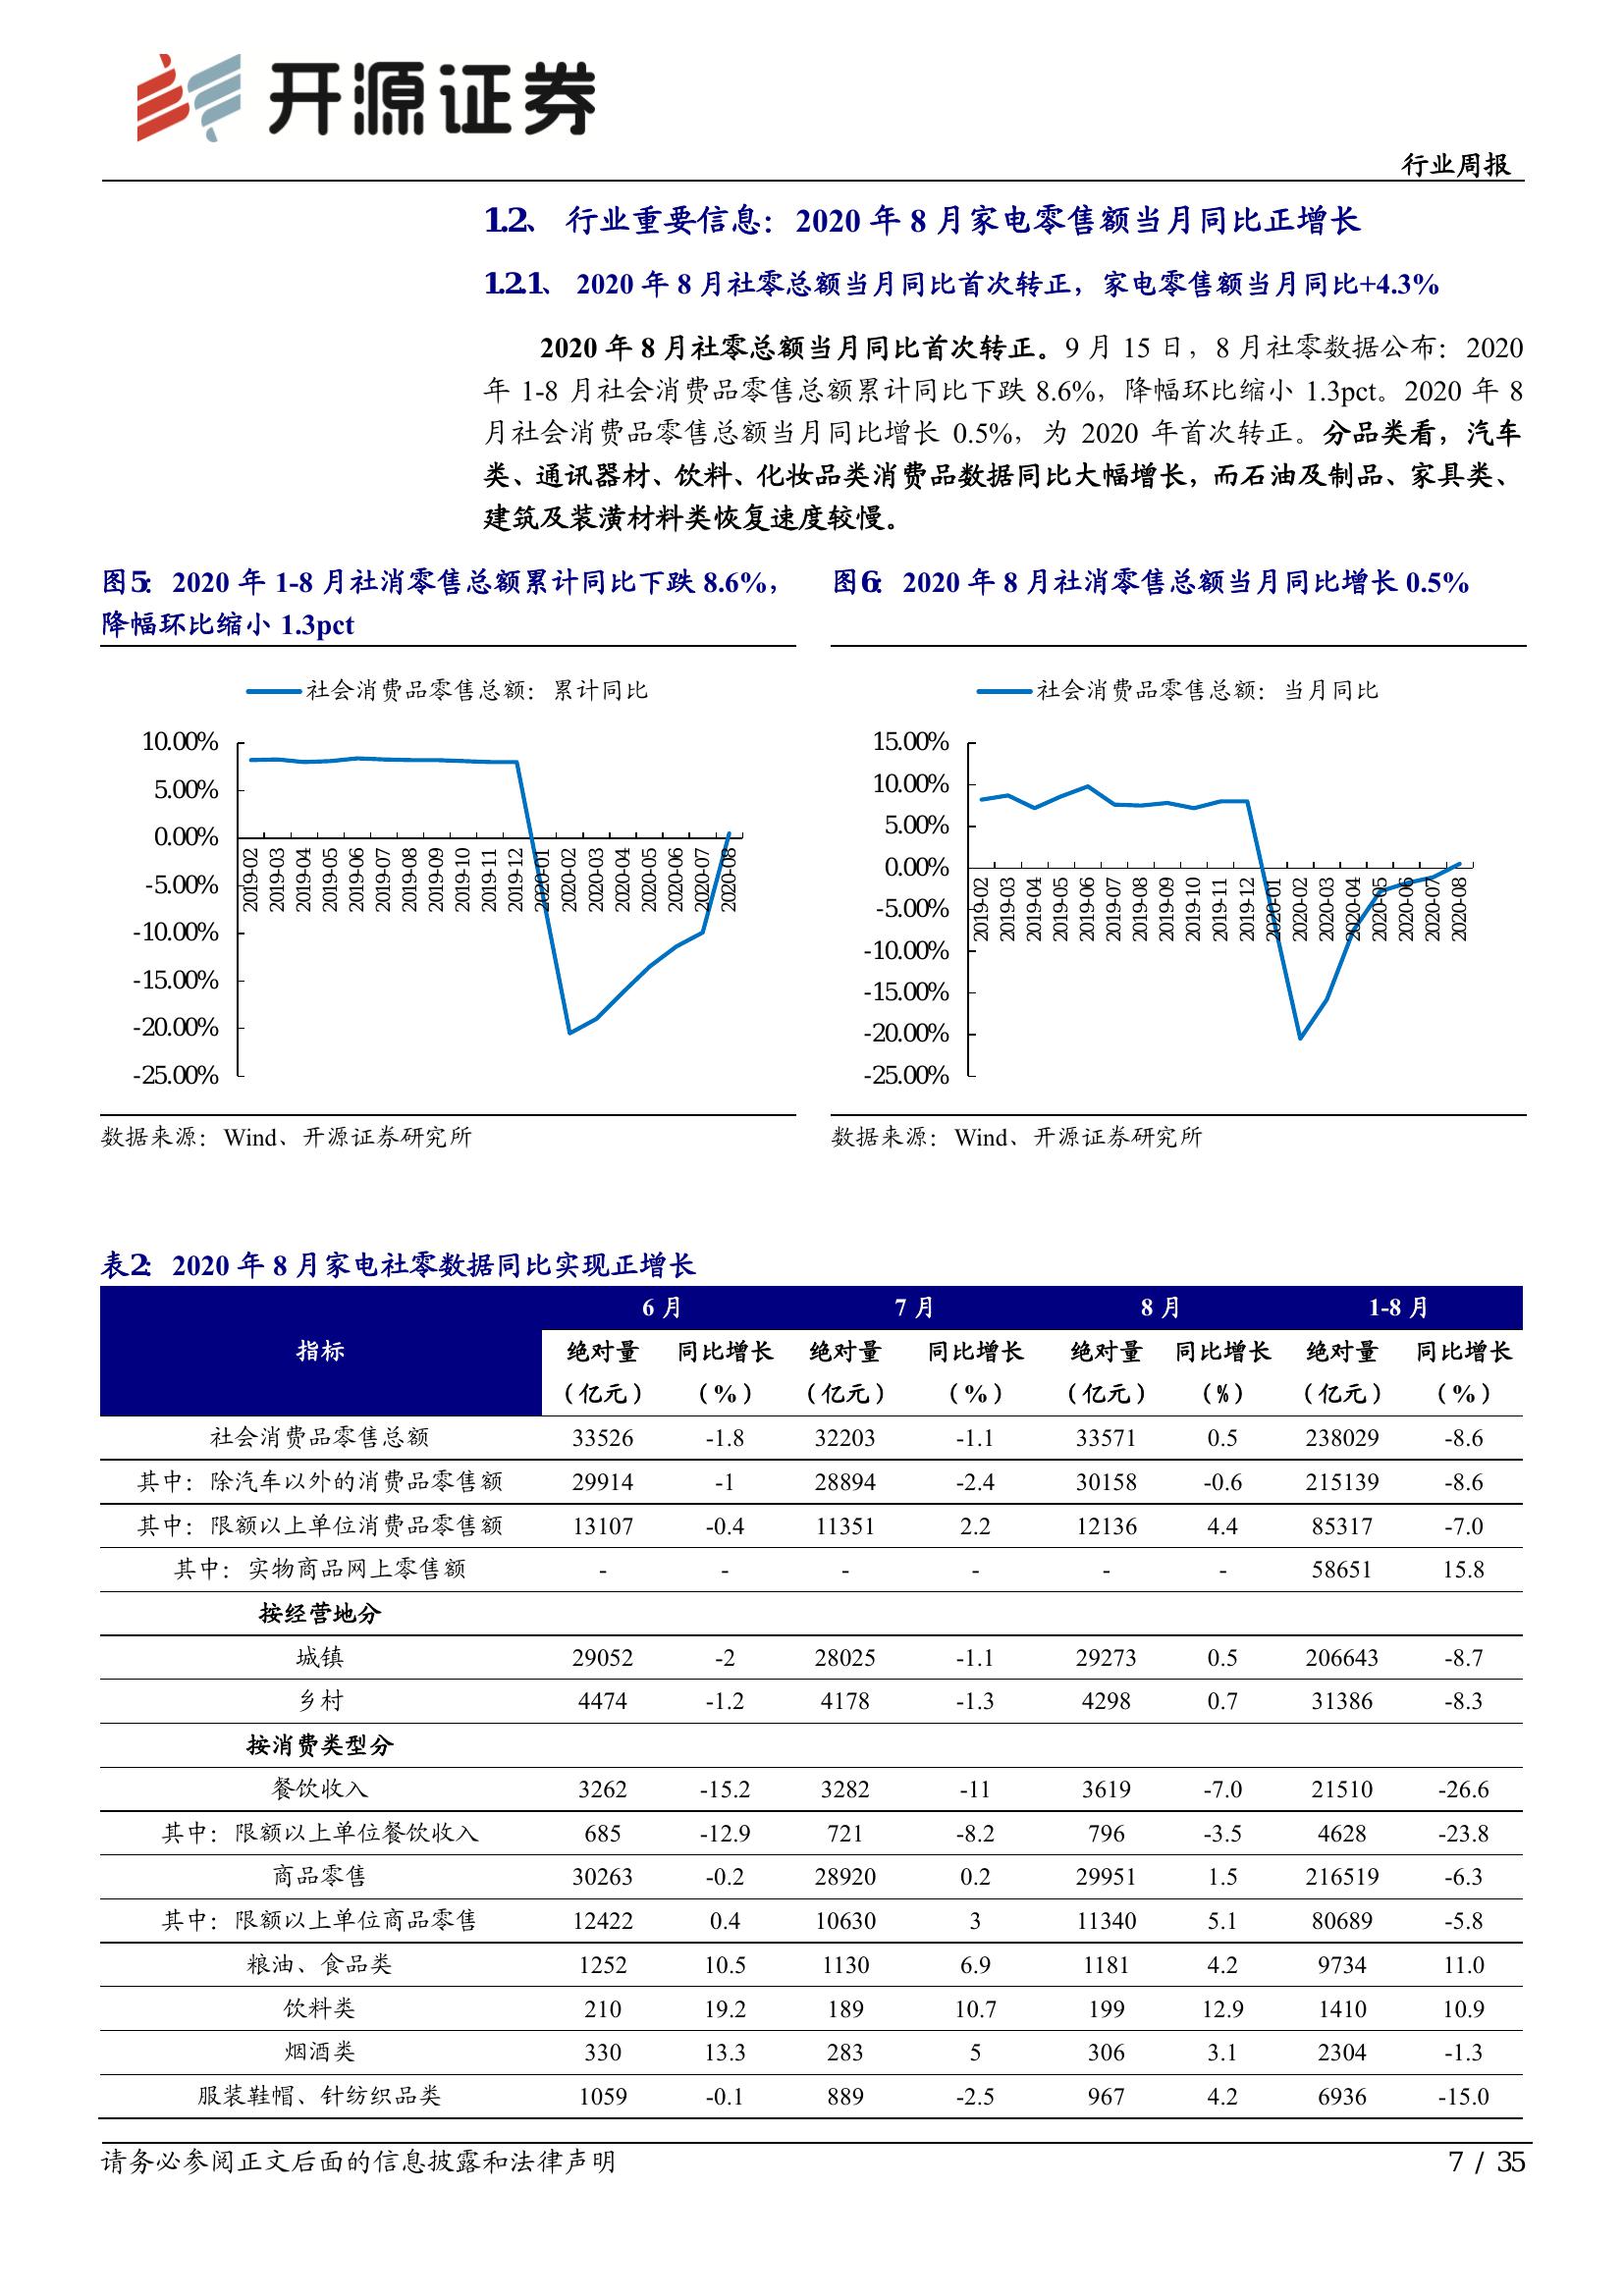 开源证券
行业周报
1.2、 行业重要信息：2020 年 8 月家电零售额当月同比正增长
1.2.1、 2020 年 8 月社零总额当月同比首次转正，家电零售额当月同比+4.3%
2020 年 8 月社零总额当月同比首次转正。9 月 15 日，8 月社零数据公布：2020
年 1-8 月社会消费品零售总额累计同比下跌 8.6%，降幅环比缩小 1.3pct。2020 年 8
月社会消费品零售总额当月同比增长 0.5%，为 2020 年首次转正。分品类看，汽车
类、通讯器材、饮料、化妆品类消费品数据同比大幅增长，而石油及制品、家具类、
建筑及装潢材料类恢复速度较慢。
图5：2020 年 1-8 月社消零售总额累计同比下跌 8.6%，
降幅环比缩小 1.3pct
社会消费品零售总额：累计同比
10.00%
5.00%
0.00%
-5.00%
-10.00%
-15.00%
-20.00%
-25.00%
2019-02 2019-03 2019-04 2019-05 2019-06 2019-07 2019-08 2019-09 2019-10 2019-11 2019-12 2020-01 2020-02 2020-03 2020-04 2020-05 2020-06 2020-07 2020-08
数据来源：Wind、开源证券研究所
图6：2020 年 8 月社消零售总额当月同比增长 0.5%
社会消费品零售总额：当月同比
15.00%
10.00%
5.00%
0.00%
-5.00%
-10.00%
-15.00%
-20.00%
-25.00%
2019-02 2019-03 2019-04 2019-05 2019-06 2019-07 2019-08 2019-09 2019-10 2019-11 2019-12 2020-01 2020-02 2020-03 2020-04 2020-05 2020-06 2020-07 2020-08
数据来源：Wind、开源证券研究所
表2：2020 年 8 月家电社零数据同比实现正增长
指标 6 月 7 月 8 月 1-8 月
绝对量 同比增长 绝对量 同比增长 绝对量 同比增长 绝对量 同比增长
（亿元） （%） （亿元） （%） （亿元） （%） （亿元） （%）
社会消费品零售总额 33526 -1.8 32203 -1.1 33571 0.5 238029 -8.6
其中：除汽车以外的消费品零售额 29914 -1 28894 -2.4 30158 -0.6 215139 -8.6
其中：限额以上单位消费品零售额 13107 -0.4 11351 2.2 12136 4.4 85317 -7.0
其中：实物商品网上零售额 - - - - - - 58651 15.8
按经营地分
城镇 29052 -2 28025 -1.1 29273 0.5 206643 -8.7
乡村 4474 -1.2 4178 -1.3 4298 0.7 31386 -8.3
按消费类型分
餐饮收入 3262 -15.2 3282 -11 3619 -7.0 21510 -26.6
其中：限额以上单位餐饮收入 685 -12.9 721 -8.2 796 -3.5 4628 -23.8
商品零售 30263 -0.2 28920 0.2 29951 1.5 216519 -6.3
其中：限额以上单位商品零售 12422 0.4 10630 3 11340 5.1 80689 -5.8
粮油、食品类 1252 10.5 1130 6.9 1181 4.2 9734 11.0
饮料类 210 19.2 189 10.7 199 12.9 1410 10.9
烟酒类 330 13.3 283 5 306 3.1 2304 -1.3
服装鞋帽、针纺织品类 1059 -0.1 889 -2.5 967 4.2 6936 -15.0
请务必参阅正文后面的信息披露和法律声明
7 / 35